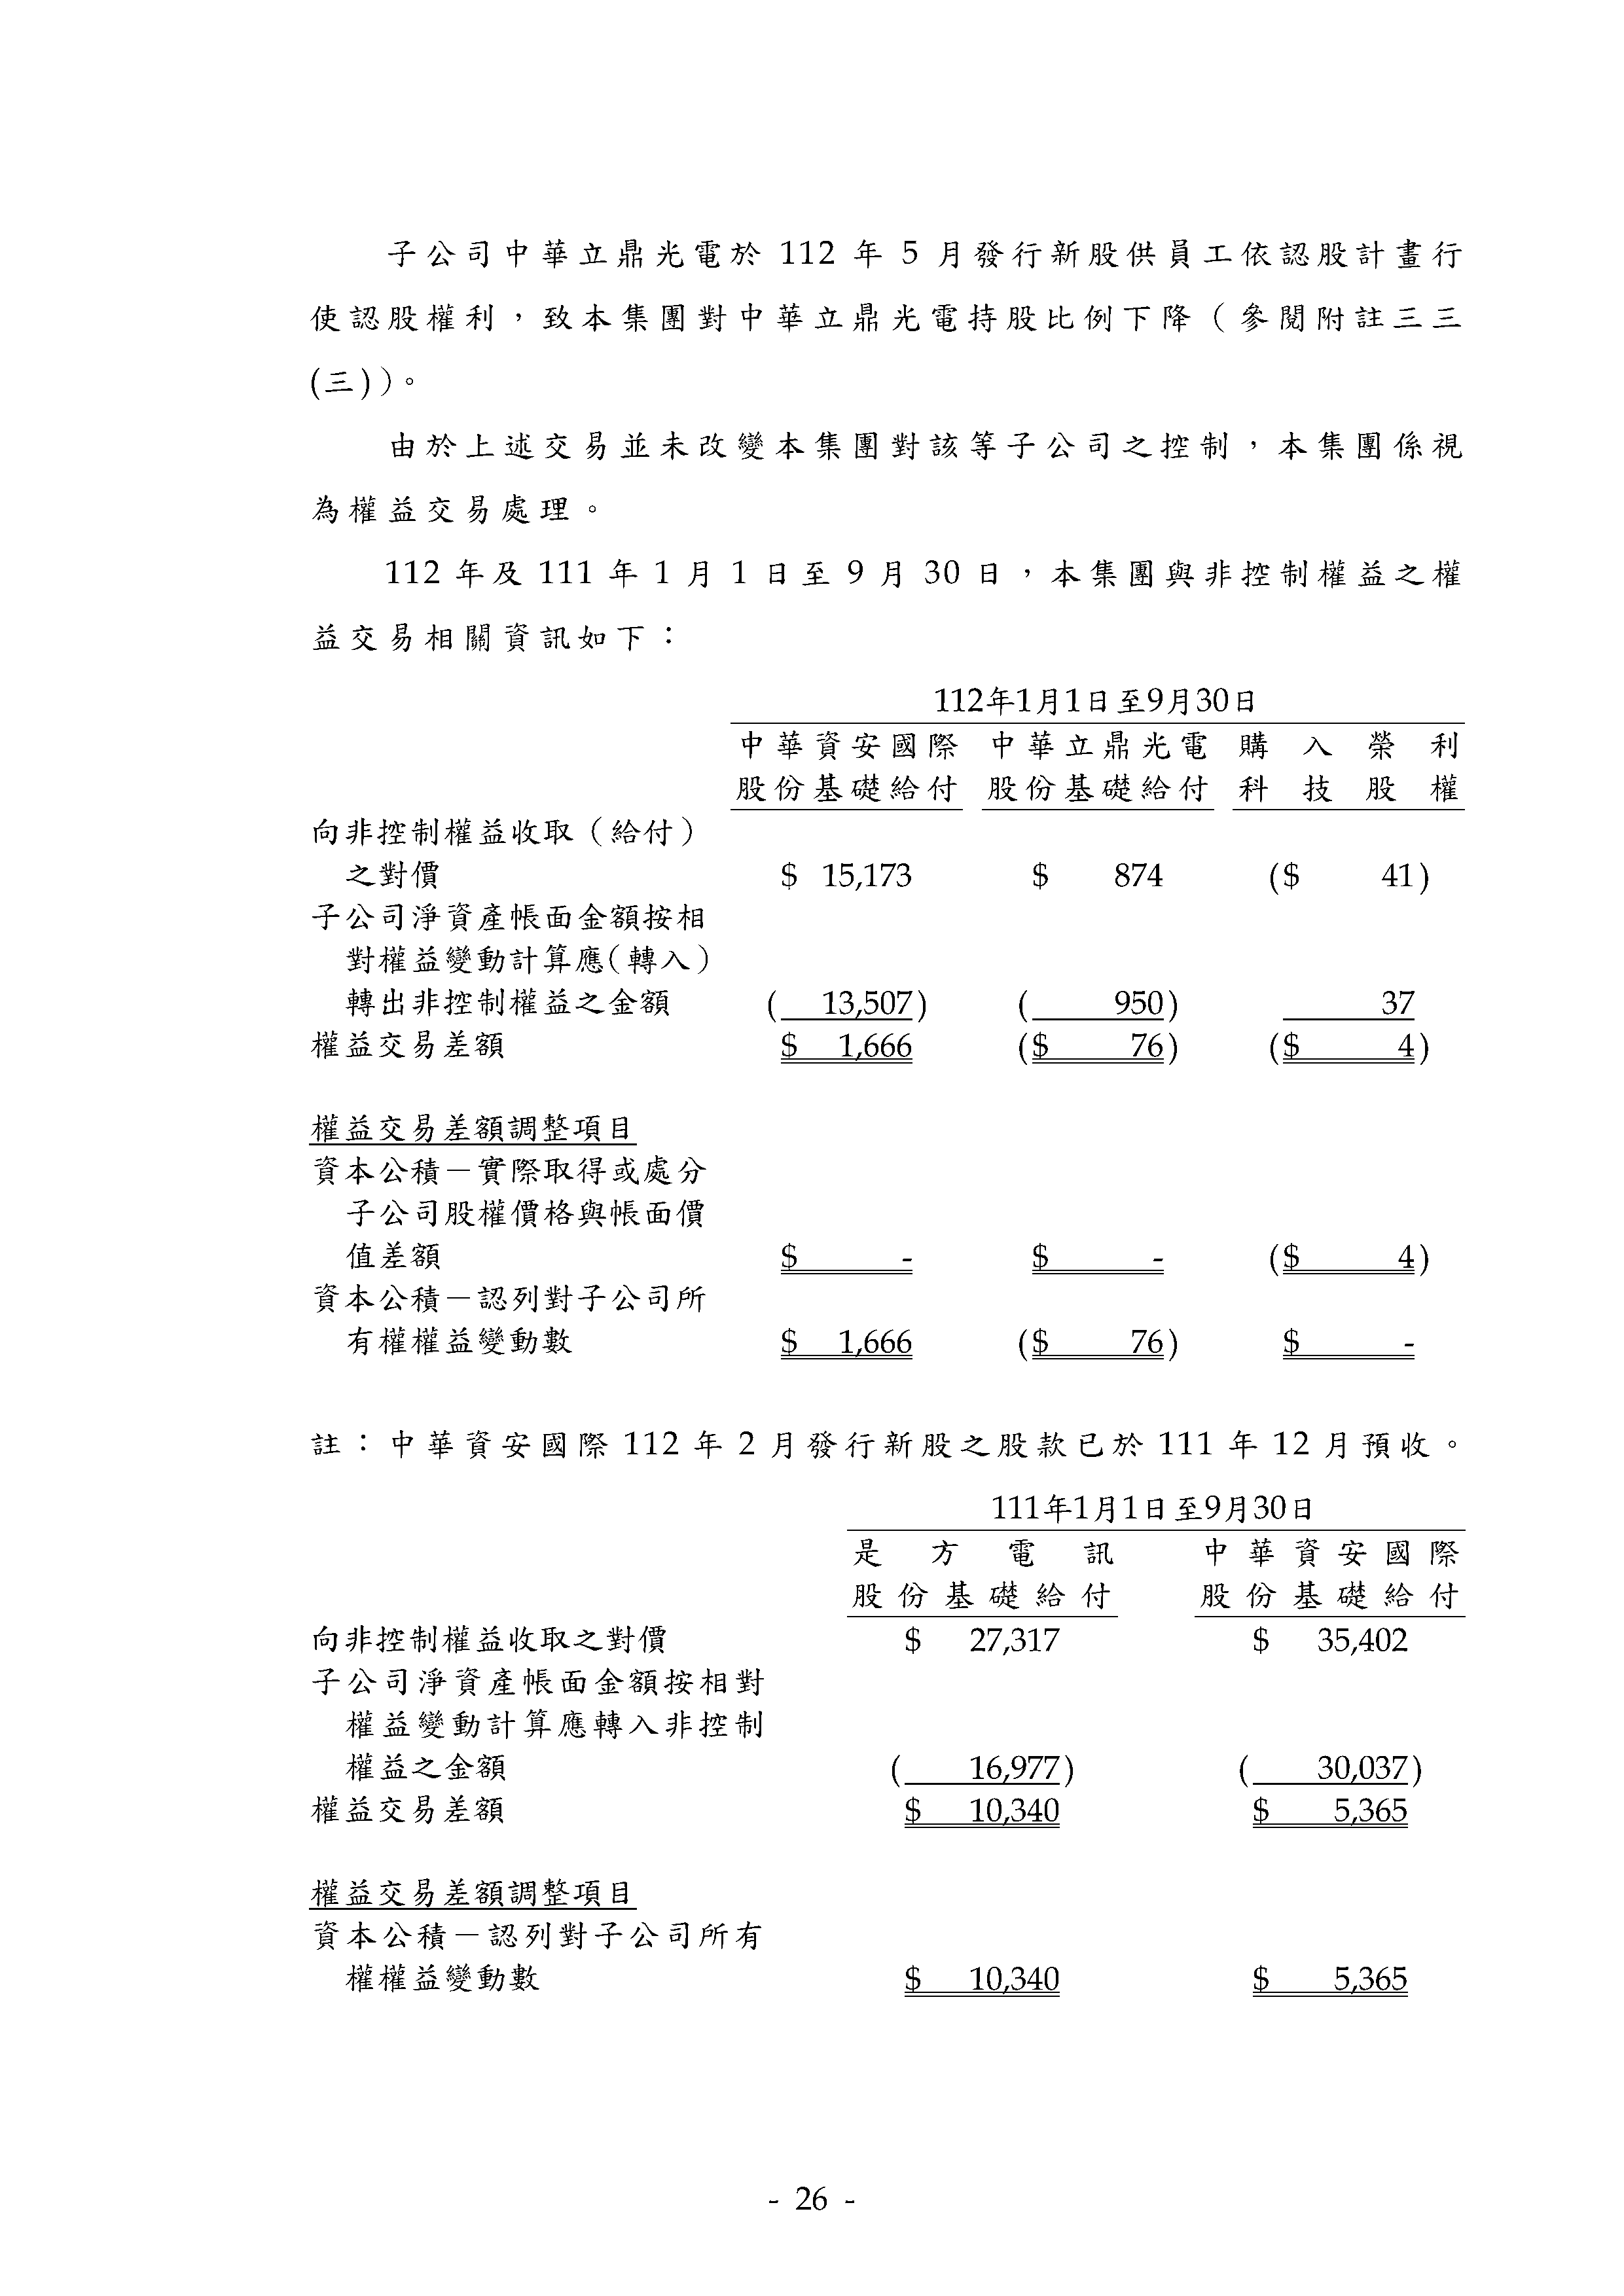 子公司中華立鼎光電於 112 年 5 月發行新股供員工依認股計畫行
使認股權利，致本集團對中華立鼎光電持股比例下降（參閱附註三三
(三)）。
由於上述交易並未改變本集團對該等子公司之控制，本集團係視
為權益交易處理。
112 年及 111 年 1 月 1 日至 9 月 30 日，本集團與非控制權益之權
益交易相關資訊如下：
112年1月1日至9月30日
中華資安國際 中華立鼎光電 購入榮利
股份基礎給付 股份基礎給付 科技股權
向非控制權益收取（給付）
之對價 $ 15,173 $ 874 ($ 41)
子公司淨資產帳面金額按相
對權益變動計算應（轉入）
轉出非控制權益之金額 ( 13,507) ( 950) 37
權益交易差額 $ 1,666 ($ 76) ($ 4)
權益交易差額調整項目
資本公積－實際取得或處分
子公司股權價格與帳面價
值差額 $ - $ - ($ 4)
資本公積－認列對子公司所
有權權益變動數 $ 1,666 ($ 76) $ -
註：中華資安國際 112 年 2 月發行新股之股款已於 111 年 12 月預收。
111年1月1日至9月30日
是方電訊 中華資安國際
股份基礎給付 股份基礎給付
向非控制權益收取之對價 $ 27,317 $ 35,402
子公司淨資產帳面金額按相對
權益變動計算應轉入非控制
權益之金額 ( 16,977) ( 30,037)
權益交易差額 $ 10,340 $ 5,365
權益交易差額調整項目
資本公積－認列對子公司所有
權權益變動數 $ 10,340 $ 5,365
- 26 -